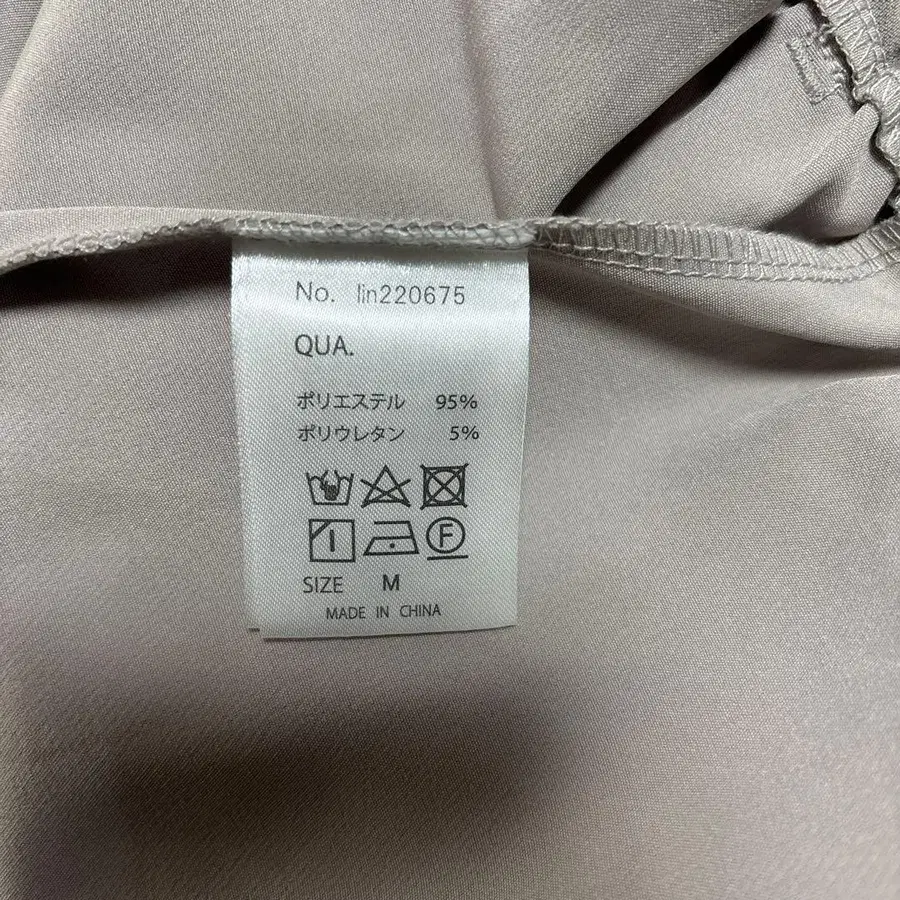 No. lin220675
QUA.
ポリエステル 95%
ポリウレタン 5%
F
SIZE M
MADE IN CHINA